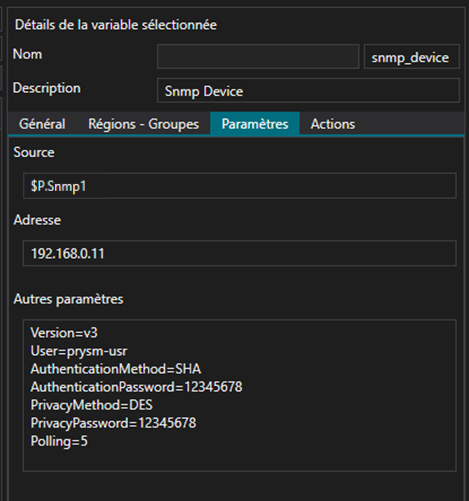 Détails de la variable sélectionnée
Nom snmp_device
Description Snmp Device
Général Régions - Groupes Paramètres Actions
Source
$P.Snmp1
Adresse
192.168.0.11
Autres paramètres
Version=v3
User=prysm-usr
AuthenticationMethod=SHA
AuthenticationPassword=12345678
PrivacyMethod=DES
PrivacyPassword=12345678
Polling=5